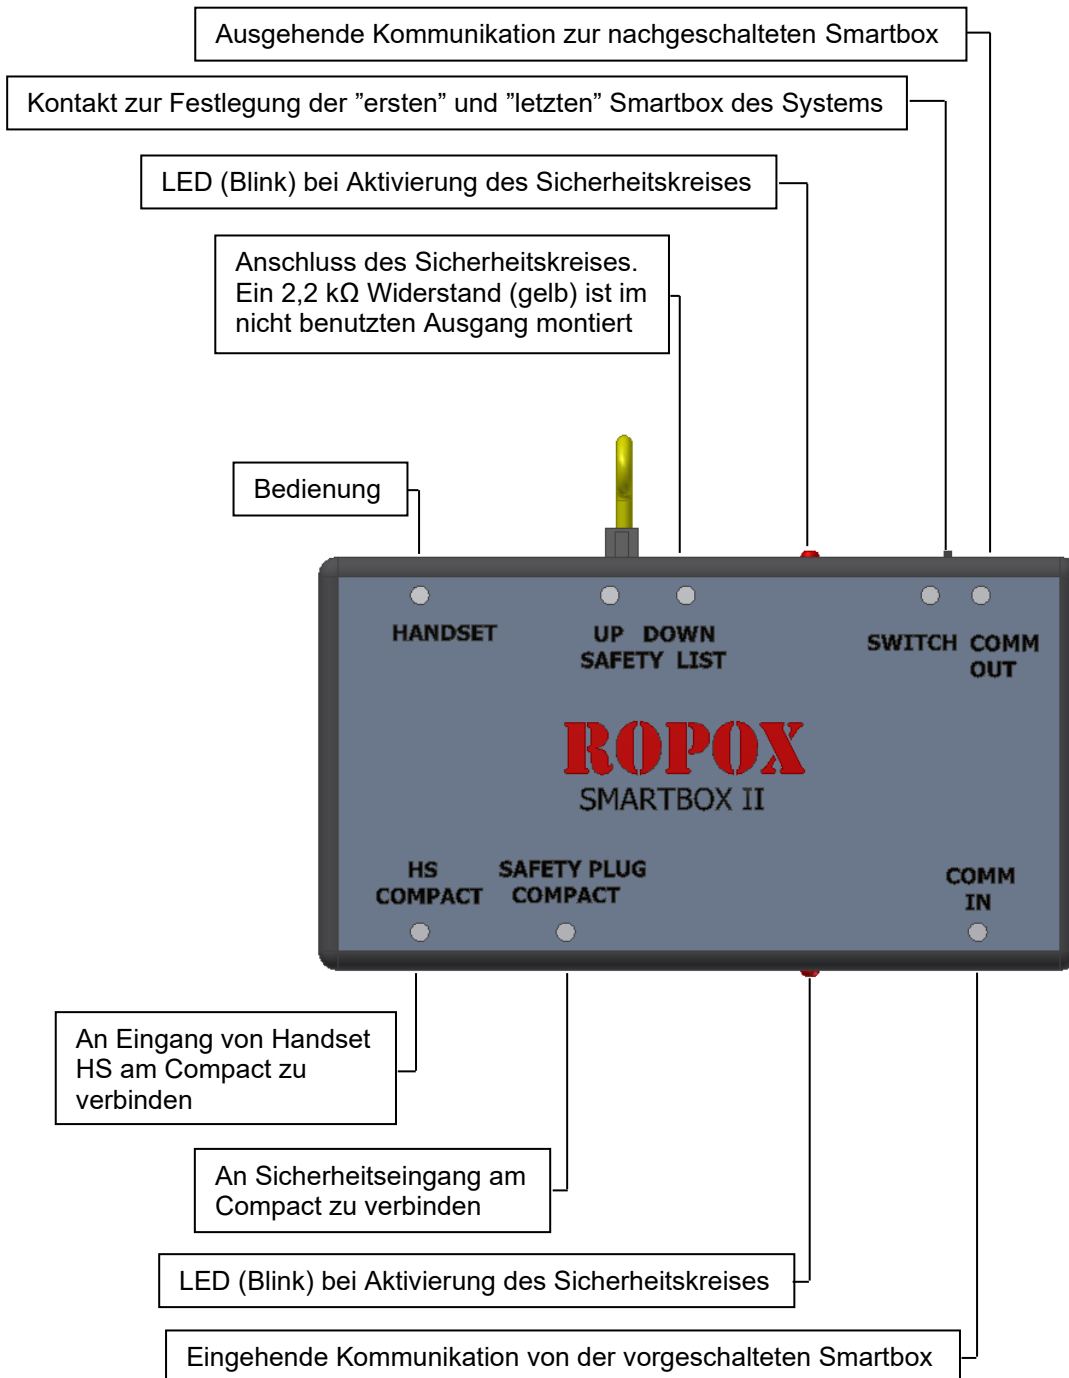 Ausgehende Kommunikation zur nachgeschalteten Smartbox
Kontakt zur Festlegung der ”ersten” und ”letzten” Smartbox des Systems
LED (Blink) bei Aktivierung des Sicherheitskreises
Anschluss des Sicherheitskreises.
Ein 2,2 kΩ Widerstand (gelb) ist im
nicht benutzten Ausgang montiert
Bedienung
HANDSET
UP DOWN
SAFETY LIST
SWITCH COMM
OUT
ROPOX
SMARTBOX II
HS
COMPACT
SAFETY PLUG
COMPACT
COMM
IN
An Eingang von Handset
HS am Compact zu
verbinden
An Sicherheitseingang am
Compact zu verbinden
LED (Blink) bei Aktivierung des Sicherheitskreises
Eingehende Kommunikation von der vorgeschalteten Smartbox